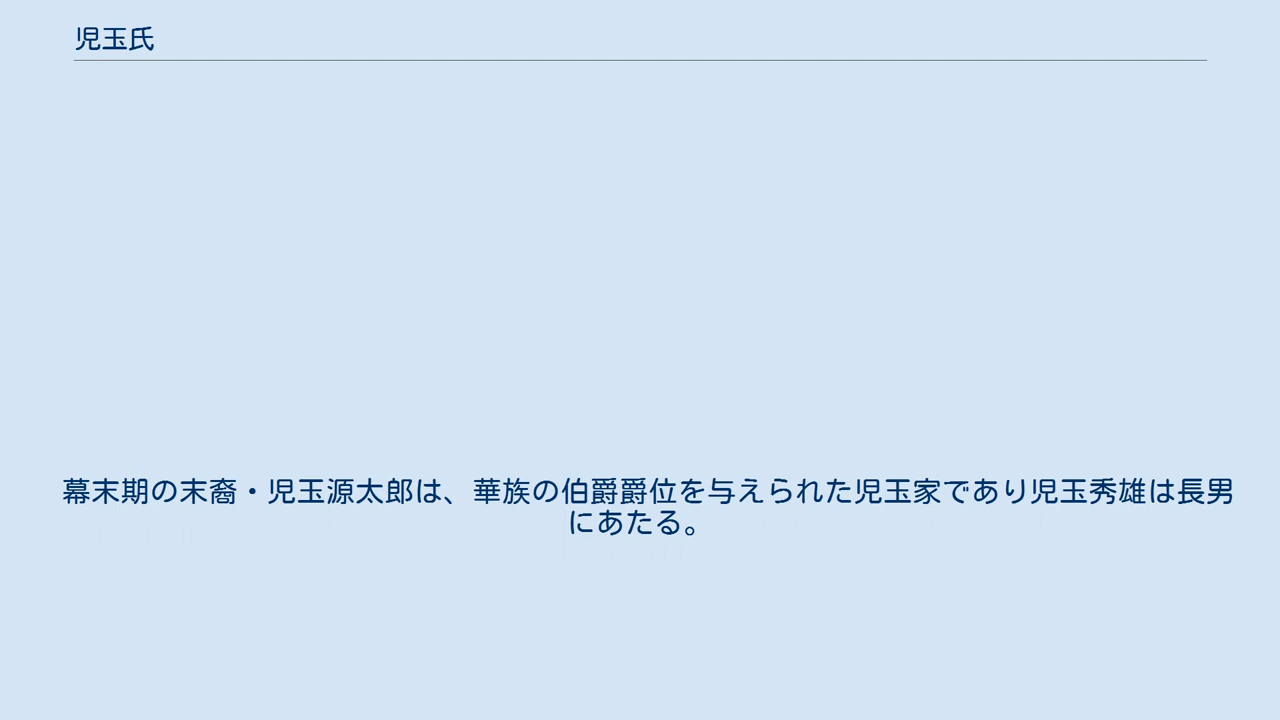 児玉氏
幕末期の末裔・児玉源太郎は、華族の伯爵爵位を与えられた児玉家であり児玉秀雄は長男
にあたる。